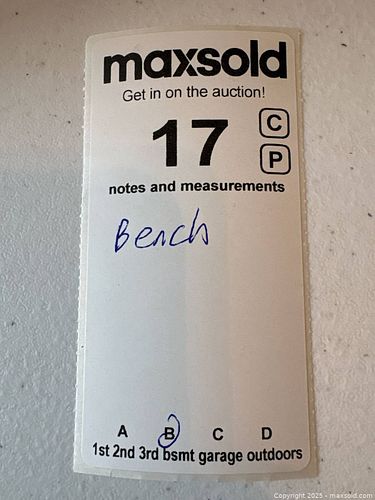 maxsold
Get in on the auction!
17
C
P
notes and measurements
Bench
A B C D
1st 2nd 3rd bsmt garage outdoors
Copyright 2025 - maxsold.com